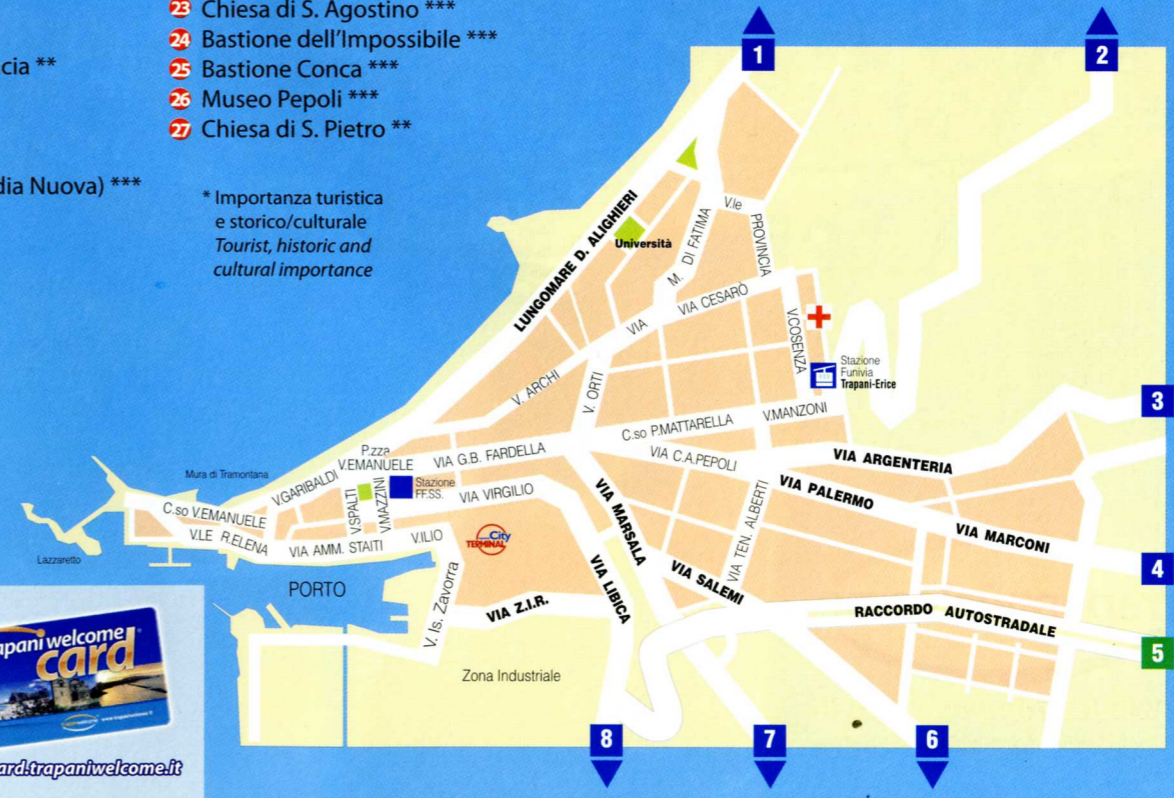 23 Chiesa di S. Agostino ***
24 Bastione dell'Impossibile ***
cia **
25 Bastione Conca ***
26 Museo Pepoli ***
27 Chiesa di S. Pietro **
dia Nuova) ***
* Importanza turistica
e storico/culturale
Tourist, historic and
cultural importance
1
2
LUNGOMARE D. ALIGHIERI
Università
M. DI FATIMA
V.le
PROVINCIA
VIA
VIA CESARÒ
V.COSENZA
Stazione
Funivia
Trapani-Erice
3
V. ARCHI
V. ORTI
C.so P.MATTARELLA
V.MANZONI
P.zza
V.EMANUELE
VIA G.B. FARDELLA
VIA C.A.PEPOLI
VIA ARGENTERIA
Mura di Tramontana
V.GARIBALDI
V.SPALTI
V.MAZZINI
Stazione
FF.SS.
VIA VIRGILIO
VIA MARSALA
VIA PALERMO
VIA TEN. ALBERTI
VIA MARCONI
C.so V.EMANUELE
V.LE R.ELENA
VIA AMM. STAITI
V.ILIO
City
TERMINAL
Lazzaretto
4
PORTO
V. Is. Zavorra
VIA Z.I.R.
VIA LIBICA
VIA SALEMI
RACCORDO AUTOSTRADALE
5
Zona Industriale
8
7
6
apani welcome
card
ard.trapaniwelcome.it